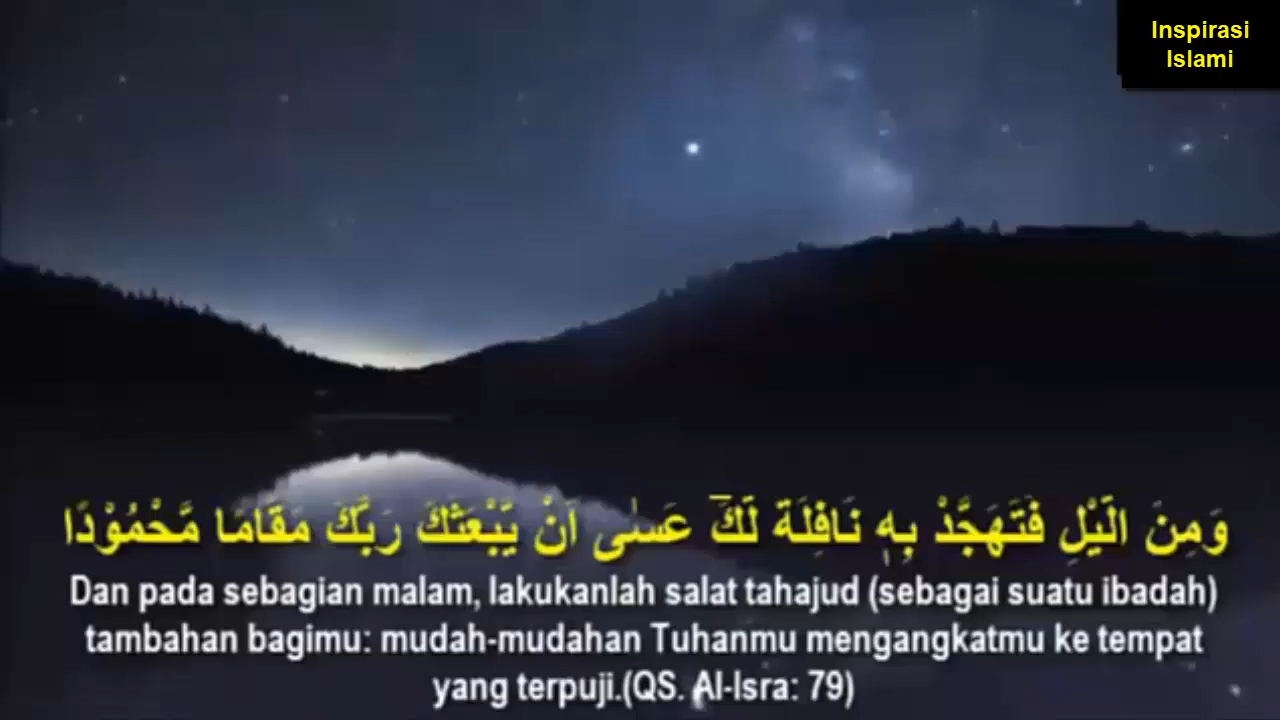 Inspirasi
Islami
وَمِنَ الَّيْلِ فَتَهَجَّدْ بِهٖ نَافِلَةً لَّكَۖ عَسٰٓى اَنْ يَّبْعَثَكَ رَبُّكَ مَقَامًا مَّحْمُوْدًا
Dan pada sebagian malam, lakukanlah salat tahajud (sebagai suatu ibadah)
tambahan bagimu: mudah-mudahan Tuhanmu mengangkatmu ke tempat
yang terpuji.(QS. Al-Isra: 79)